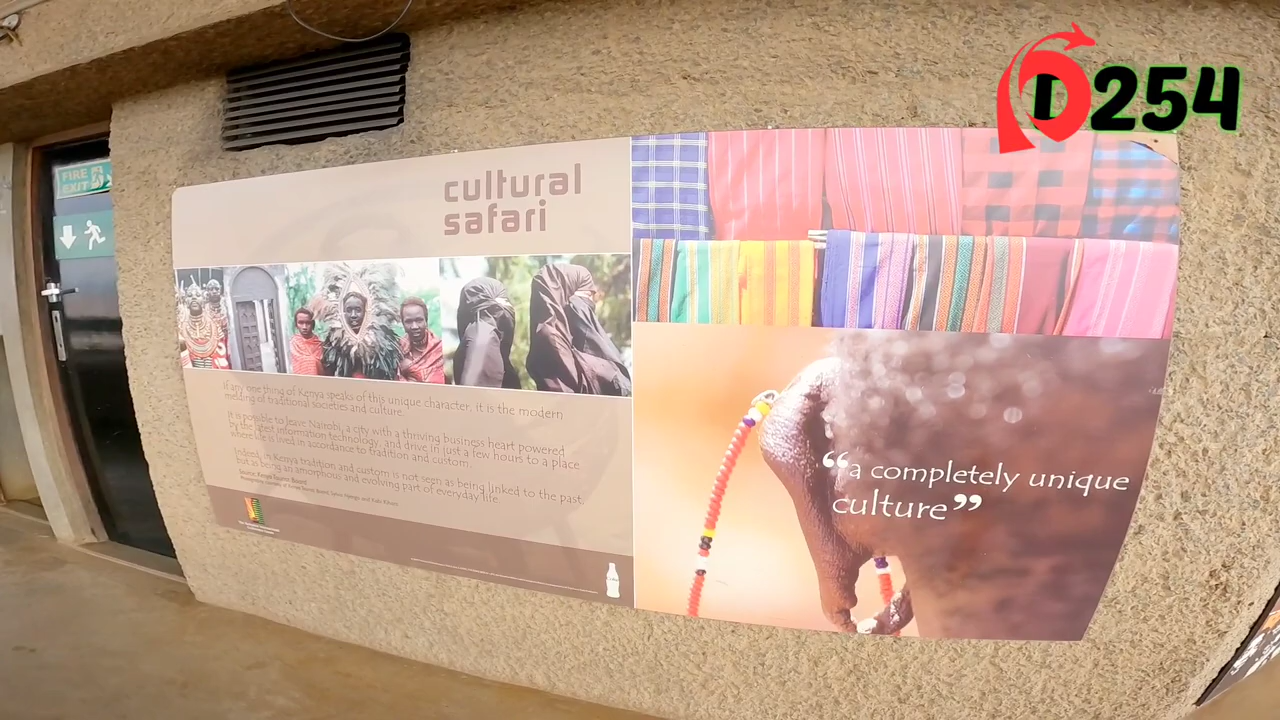 D254
FIRE
EXIT
cultural
safari
If any one thing of Kenya speaks of this unique character, it is the modern
melding of traditional societies and culture.
It is possible to leave Nairobi, a city with a thriving business heart powered
by the latest information technology, and drive in just a few hours to a place
where life is lived in accordance to tradition and custom.
Indeed, in Kenya tradition and custom is not seen as being linked to the past,
but as being an amorphous and evolving part of everyday life.
Source: Kenya Tourist Board
“a completely unique
culture”